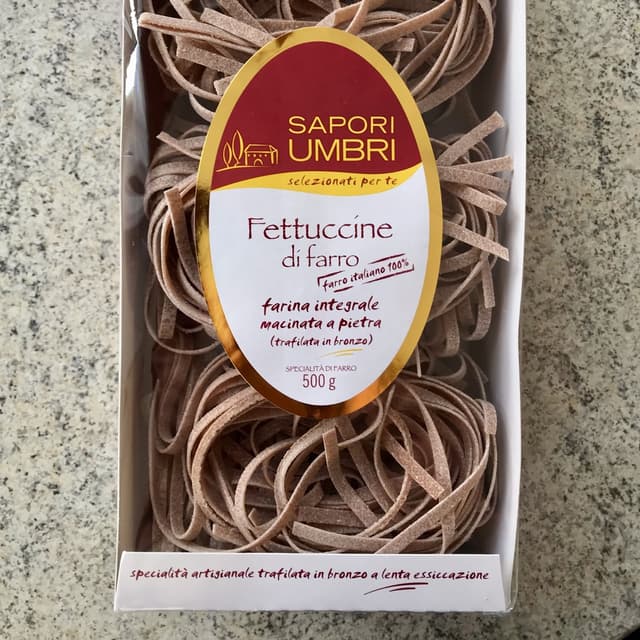 SAPORI
UMBRI
selezionati per te
Fettuccine
di farro
farro italiano 100%
farina integrale
macinata a pietra
(trafilata in bronzo)
SPECIALITÀ DI FARRO
500 g
specialità artigianale trafilata in bronzo a lenta essiccazione